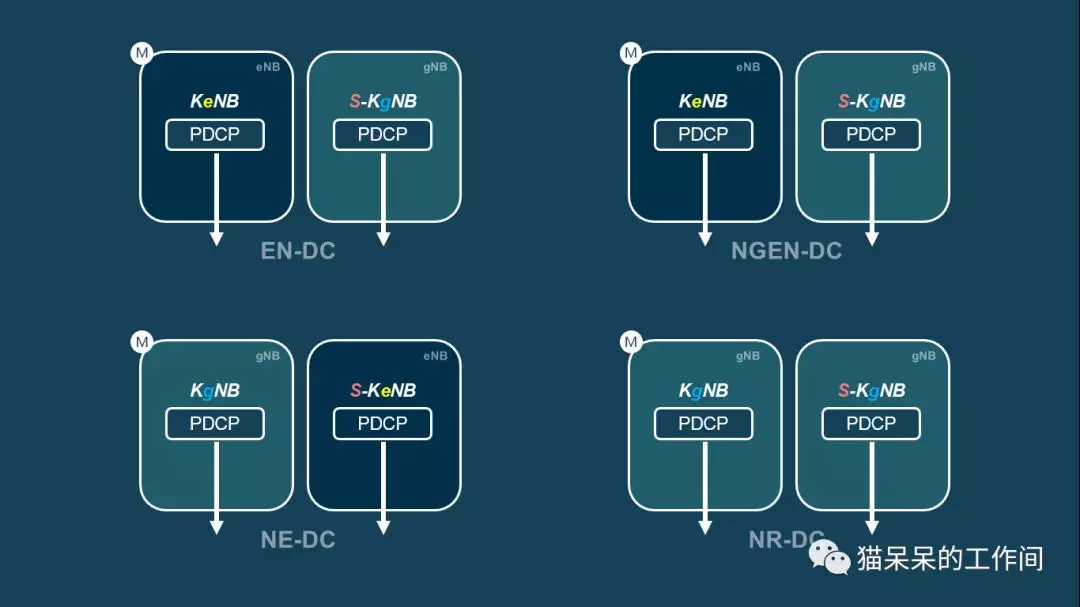 M
eNB
gNB
KeNB
S-KgNB
PDCP
PDCP
EN-DC
M
eNB
gNB
KeNB
S-KgNB
PDCP
PDCP
NGEN-DC
M
gNB
eNB
KgNB
S-KeNB
PDCP
PDCP
NE-DC
M
gNB
gNB
KgNB
S-KgNB
PDCP
PDCP
NR-DC
猫呆呆的工作间